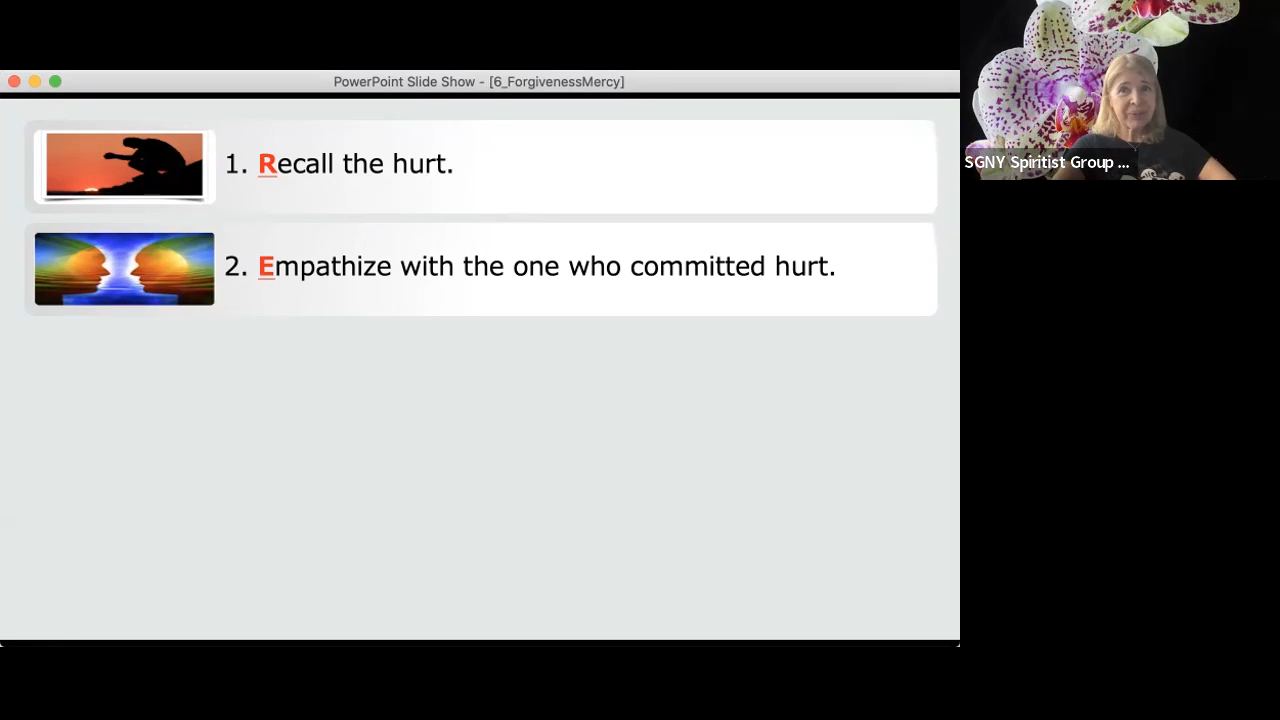 PowerPoint Slide Show - [6_ForgivenessMercy]
1. Recall the hurt.
2. Empathize with the one who committed hurt.
SGNY Spiritist Group ...